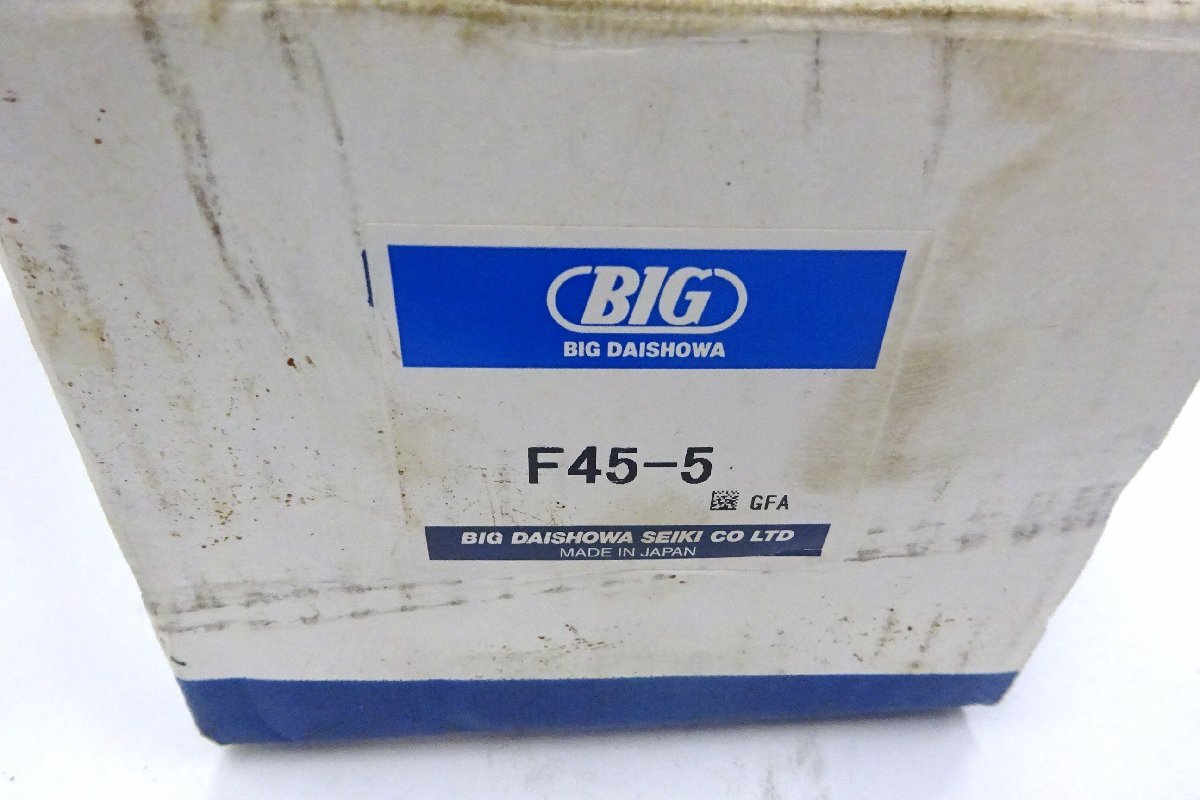 BIG
BIG DAISHOWA
F45-5
GFA
BIG DAISHOWA SEIKI CO LTD
MADE IN JAPAN